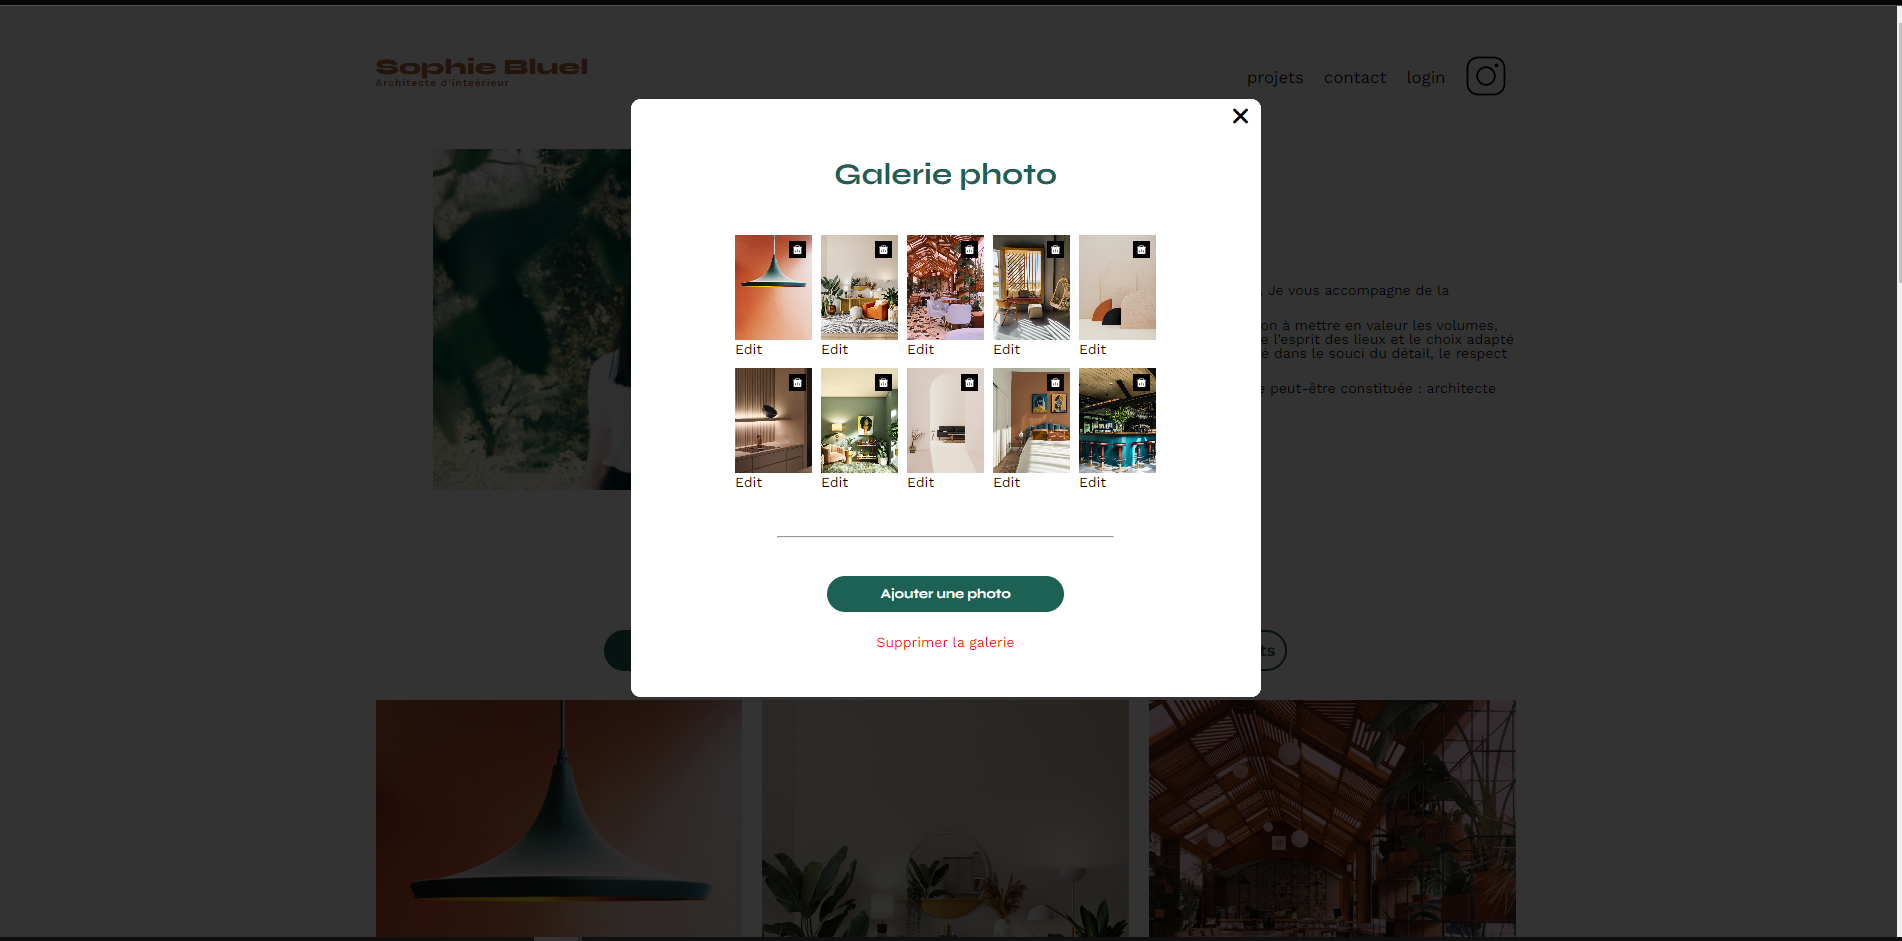 Sophie Bluel
Architecte d'inteérieur
projets contact login
Galerie photo
. Je vous accompagne de la
on à mettre en valeur les volumes,
e l'esprit des lieux et le choix adapté
é dans le souci du détail, le respect
e peut-être constituée : architecte
Edit Edit Edit Edit Edit
Edit Edit Edit Edit Edit
Ajouter une photo
Supprimer la galerie
ts